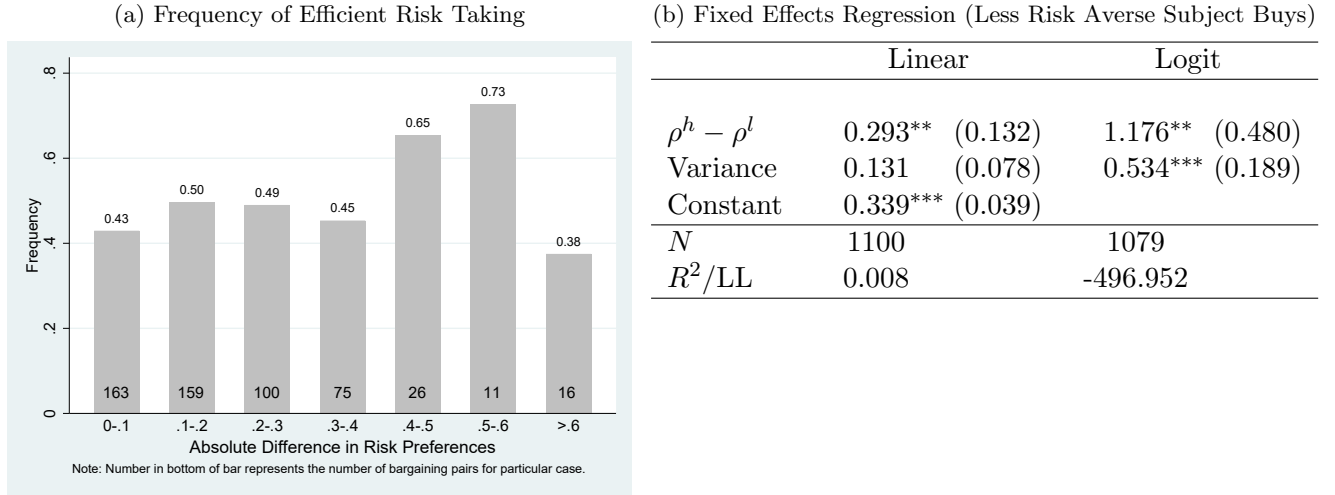 (a) Frequency of Efficient Risk Taking
.8
.6
.4
.2
0
Frequency
0.43
0.50
0.49
0.45
0.65
0.73
0.38
163
159
100
75
26
11
16
0-.1
.1-.2
.2-.3
.3-.4
.4-.5
.5-.6
>.6
Absolute Difference in Risk Preferences
Note: Number in bottom of bar represents the number of bargaining pairs for particular case.
(b) Fixed Effects Regression (Less Risk Averse Subject Buys)
Linear Logit
ρ^h − ρ^l 0.293** (0.132) 1.176** (0.480)
Variance 0.131 (0.078) 0.534*** (0.189)
Constant 0.339*** (0.039)
N 1100 1079
R²/LL 0.008 -496.952